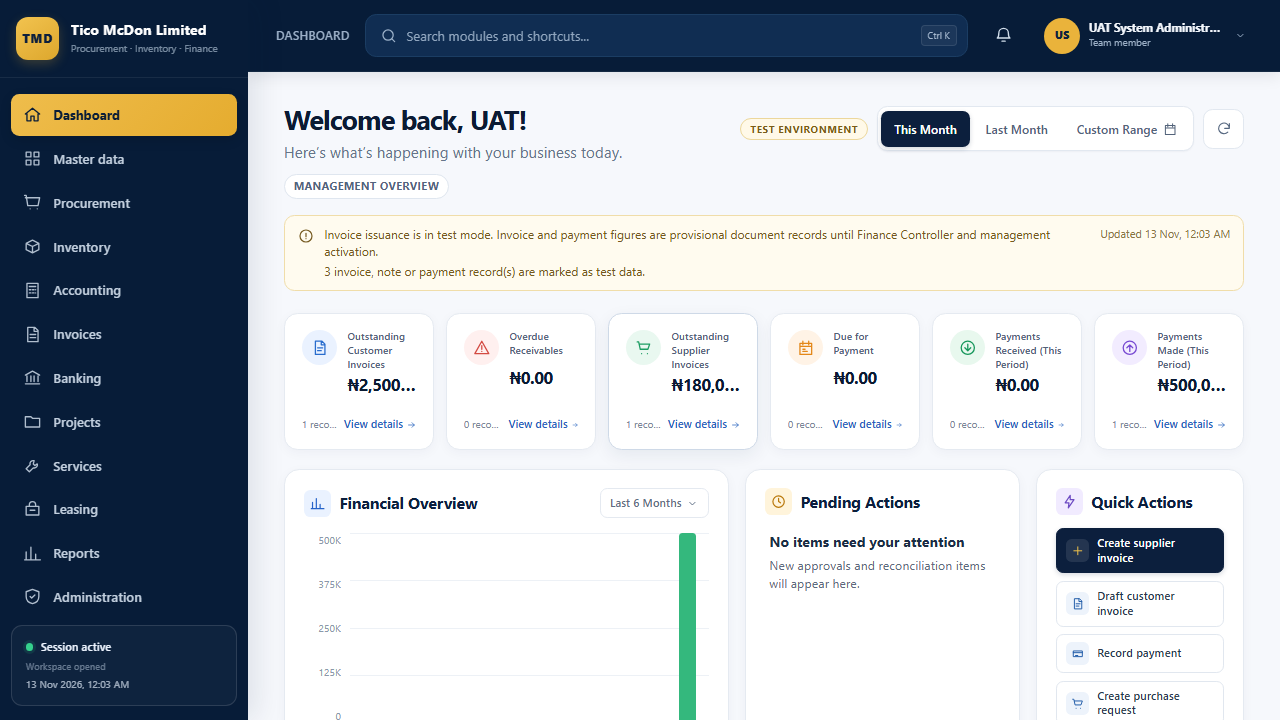 TMD
Tico McDon Limited
Procurement · Inventory · Finance
Dashboard
Master data
Procurement
Inventory
Accounting
Invoices
Banking
Projects
Services
Leasing
Reports
Administration
Session active
Workspace opened
13 Nov 2026, 12:03 AM
DASHBOARD
Search modules and shortcuts...
Ctrl K
US
UAT System Administr...
Team member
Welcome back, UAT!
Here's what's happening with your business today.
MANAGEMENT OVERVIEW
TEST ENVIRONMENT
This Month
Last Month
Custom Range
Invoice issuance is in test mode. Invoice and payment figures are provisional document records until Finance Controller and management
activation.
3 invoice, note or payment record(s) are marked as test data.
Updated 13 Nov, 12:03 AM
Outstanding
Customer
Invoices
₦2,500...
1 reco... View details →
Overdue
Receivables
₦0.00
0 reco... View details →
Outstanding
Supplier
Invoices
₦180,0...
1 reco... View details →
Due for
Payment
₦0.00
0 reco... View details →
Payments
Received (This
Period)
₦0.00
0 reco... View details →
Payments
Made (This
Period)
₦500,0...
1 reco... View details →
Financial Overview
Last 6 Months
500K
375K
250K
125K
0
Pending Actions
No items need your attention
New approvals and reconciliation items
will appear here.
Quick Actions
Create supplier
invoice
Draft customer
invoice
Record payment
Create purchase
request